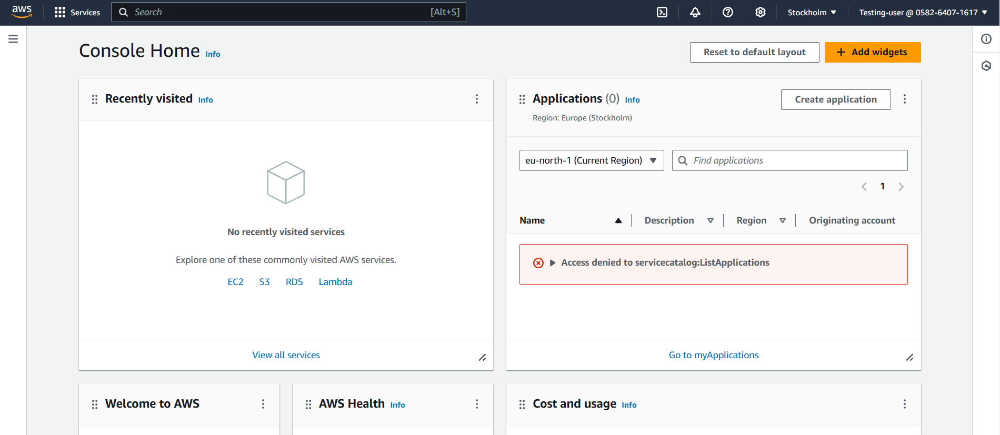 aws Services Search [Alt+S] Stockholm Testing-user @ 0582-6407-1617
Console Home Info
Reset to default layout
Add widgets
Recently visited Info
No recently visited services
Explore one of these commonly visited AWS services.
EC2 S3 RDS Lambda
View all services
Applications (0) Info
Create application
Region: Europe (Stockholm)
eu-north-1 (Current Region) Find applications
1
Name Description Region Originating account
Access denied to servicecatalog:ListApplications
Go to myApplications
Welcome to AWS
AWS Health Info
Cost and usage Info